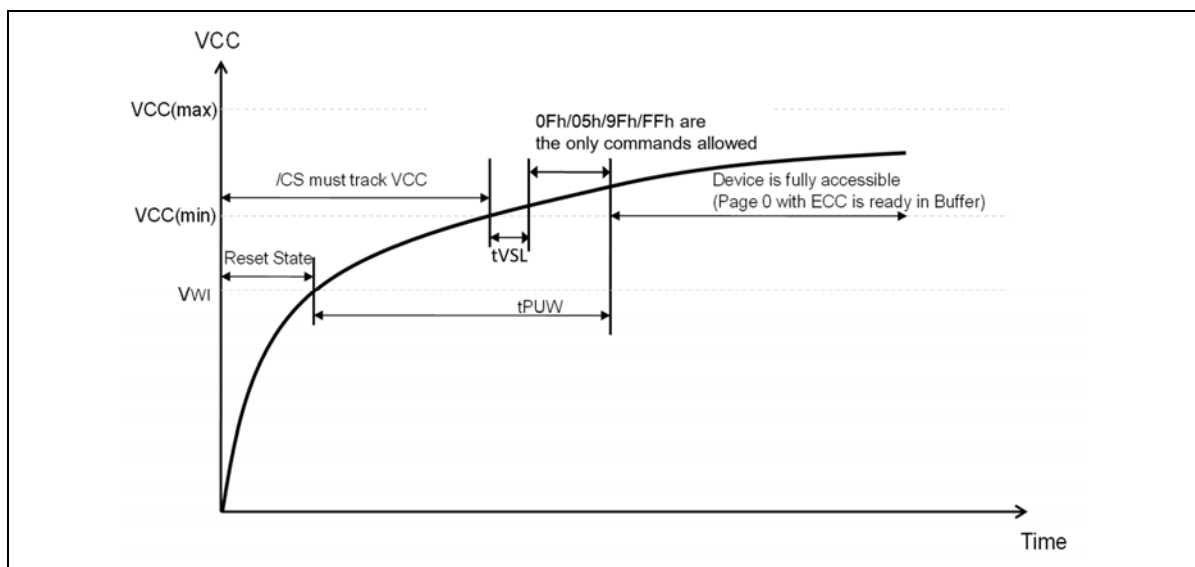 VCC
VCC(max)
0Fh/05h/9Fh/FFh are
the only commands allowed
/CS must track VCC
Device is fully accessible
(Page 0 with ECC is ready in Buffer)
VCC(min)
tVSL
Reset State
VWI
tPUW
Time